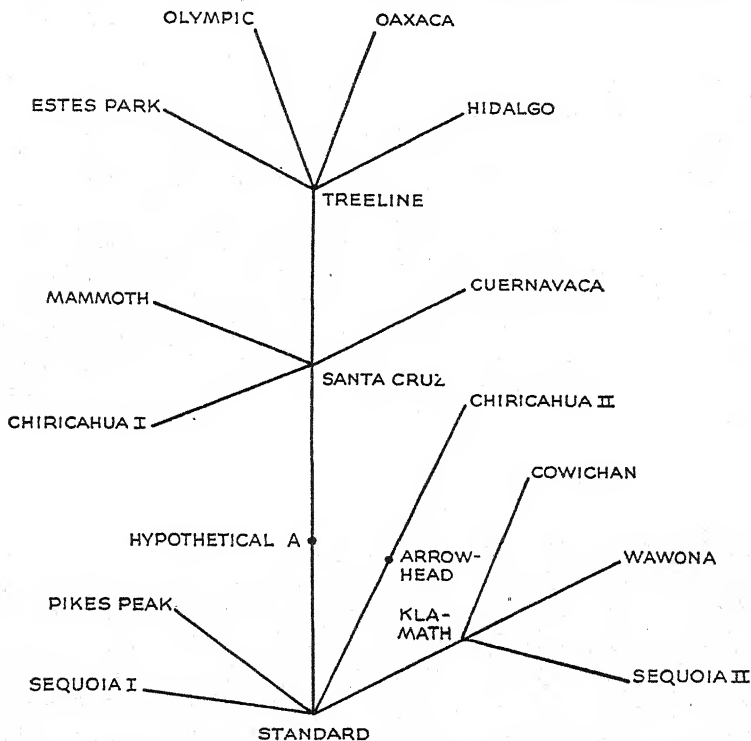 OLYMPIC
OAXACA
ESTES PARK
HIDALGO
TREELINE
MAMMOTH
CUERNAVACA
SANTA CRUZ
CHIRICAHUA I
CHIRICAHUA II
COWICHAN
HYPOTHETICAL A
ARROW-
HEAD
WAWONA
PIKES PEAK
KLA-
MATH
SEQUOIA I
SEQUOIA II
STANDARD